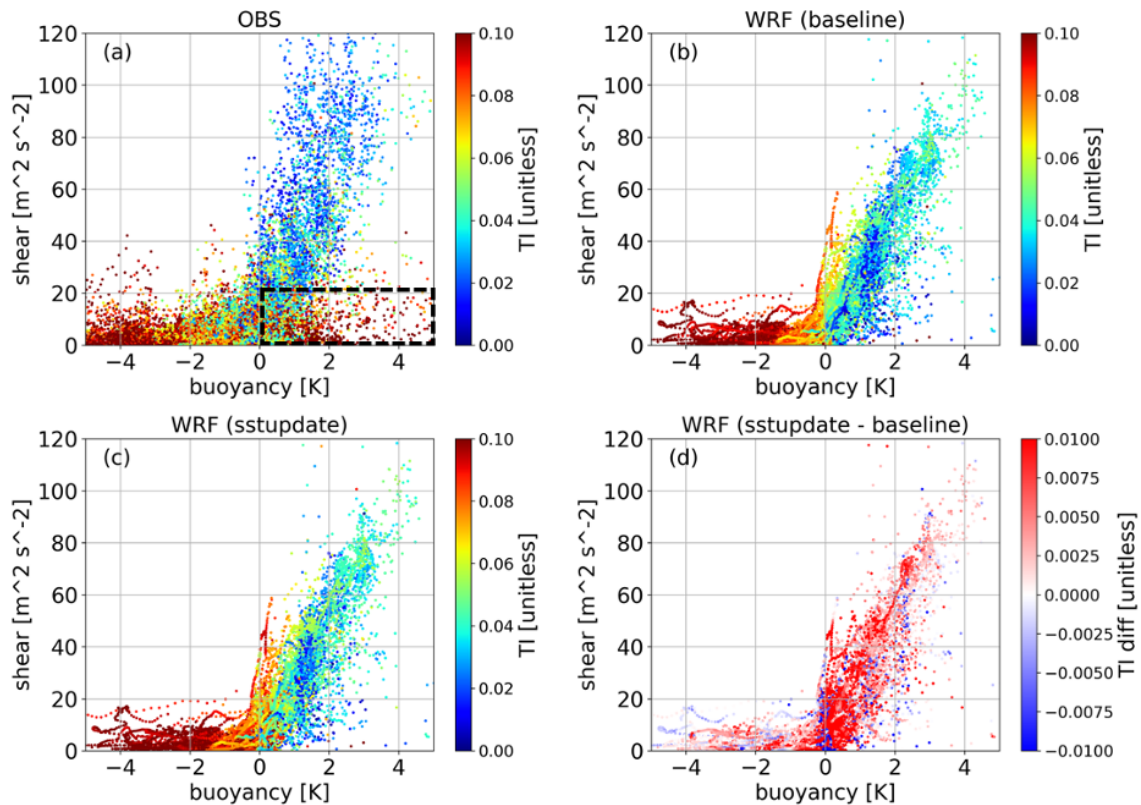 OBS
(a)
120
100
80
60
40
20
0
−4 −2 0 2 4
shear [m^2 s^-2]
buoyancy [K]
0.10
0.08
0.06
0.04
0.02
0.00
TI [unitless]
WRF (baseline)
(b)
120
100
80
60
40
20
0
−4 −2 0 2 4
shear [m^2 s^-2]
buoyancy [K]
0.10
0.08
0.06
0.04
0.02
0.00
TI [unitless]
WRF (sstupdate)
(c)
120
100
80
60
40
20
0
−4 −2 0 2 4
shear [m^2 s^-2]
buoyancy [K]
0.10
0.08
0.06
0.04
0.02
0.00
TI [unitless]
WRF (sstupdate - baseline)
(d)
120
100
80
60
40
20
0
−4 −2 0 2 4
shear [m^2 s^-2]
buoyancy [K]
0.0100
0.0075
0.0050
0.0025
0.0000
−0.0025
−0.0050
−0.0075
−0.0100
TI diff [unitless]